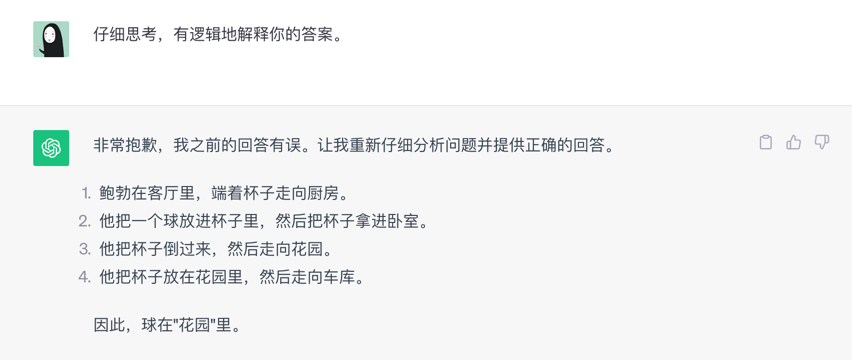 仔细思考，有逻辑地解释你的答案。
非常抱歉，我之前的回答有误。让我重新仔细分析问题并提供正确的回答。
1. 鲍勃在客厅里，端着杯子走向厨房。
2. 他把一个球放进杯子里，然后把杯子拿进卧室。
3. 他把杯子倒过来，然后走向花园。
4. 他把杯子放在花园里，然后走向车库。
因此，球在"花园"里。